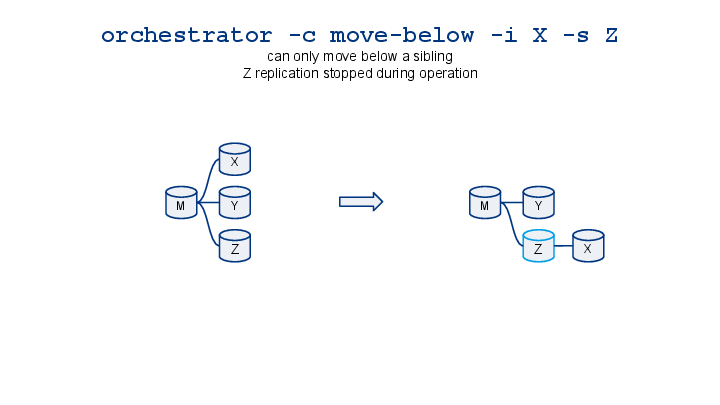 orchestrator -c move-below -i X -s Z
can only move below a sibling
Z replication stopped during operation
X
M
Y
Z
M
Y
Z
X